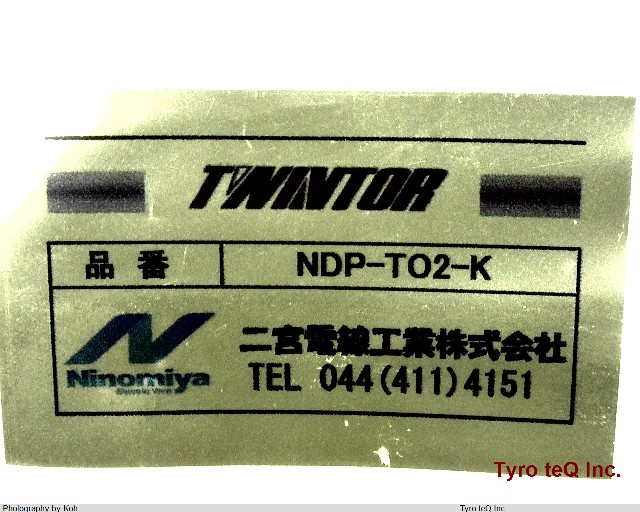 TWINTOR
品番 NDP-TO2-K
二宮電線工業株式会社
Ninomiya
TEL 044(411)4151
Tyro teQ Inc.
Photography by Koh
Tyro teQ Inc